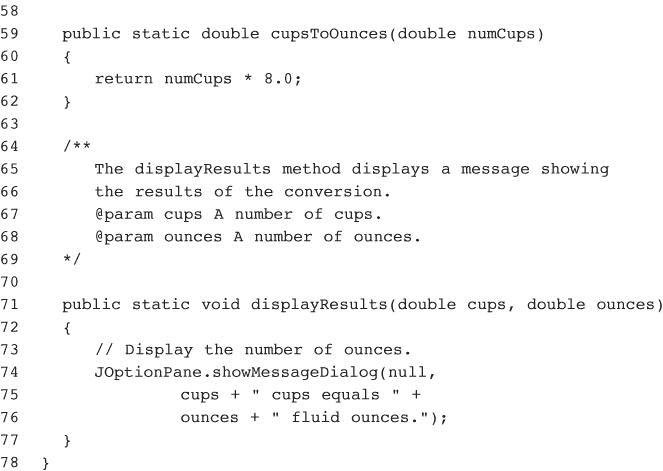 58
59    public static double cupsToOunces(double numCups)
60    {
61       return numCups * 8.0;
62    }
63
64    /**
65       The displayResults method displays a message showing
66       the results of the conversion.
67       @param cups A number of cups.
68       @param ounces A number of ounces.
69    */
70
71    public static void displayResults(double cups, double ounces)
72    {
73       // Display the number of ounces.
74       JOptionPane.showMessageDialog(null,
75               cups + " cups equals " +
76               ounces + " fluid ounces.");
77    }
78 }